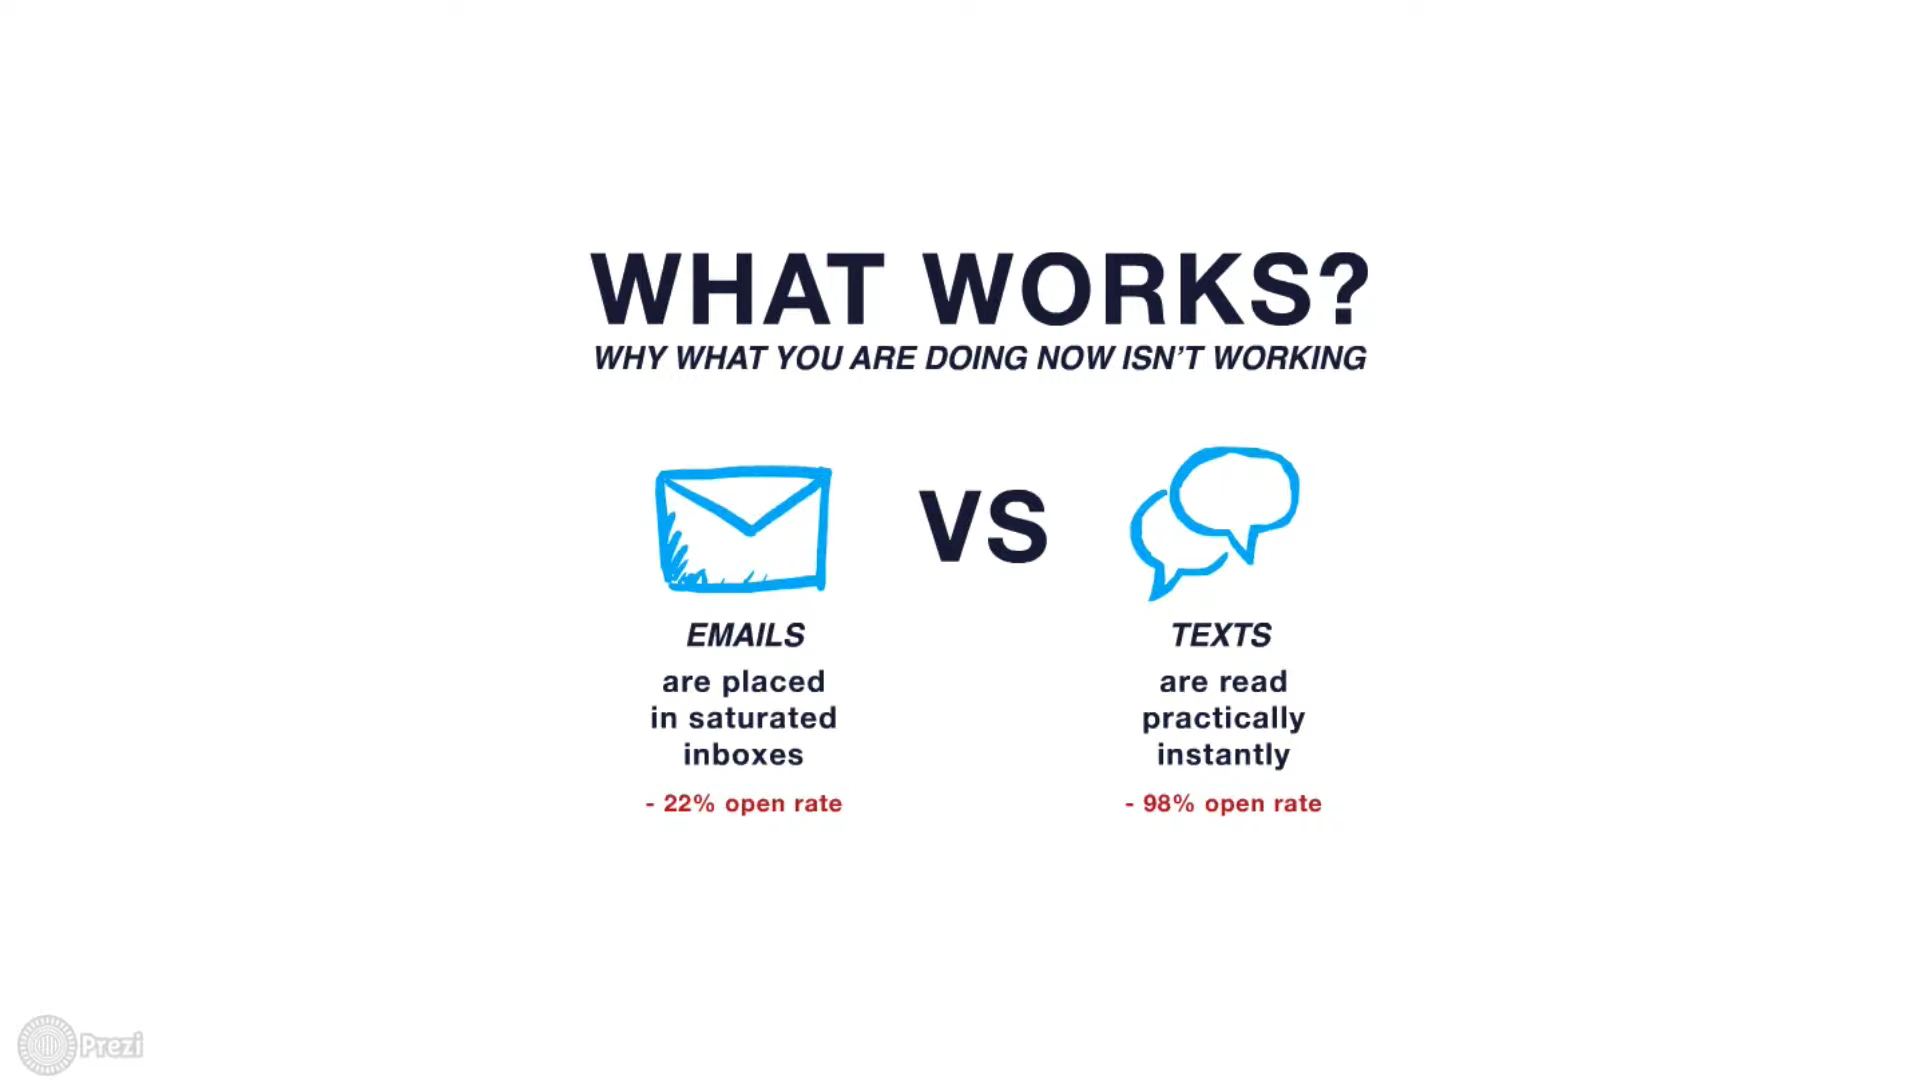 WHAT WORKS?
WHY WHAT YOU ARE DOING NOW ISN'T WORKING
VS
EMAILS
are placed
in saturated
inboxes
- 22% open rate
TEXTS
are read
practically
instantly
- 98% open rate
Prezi